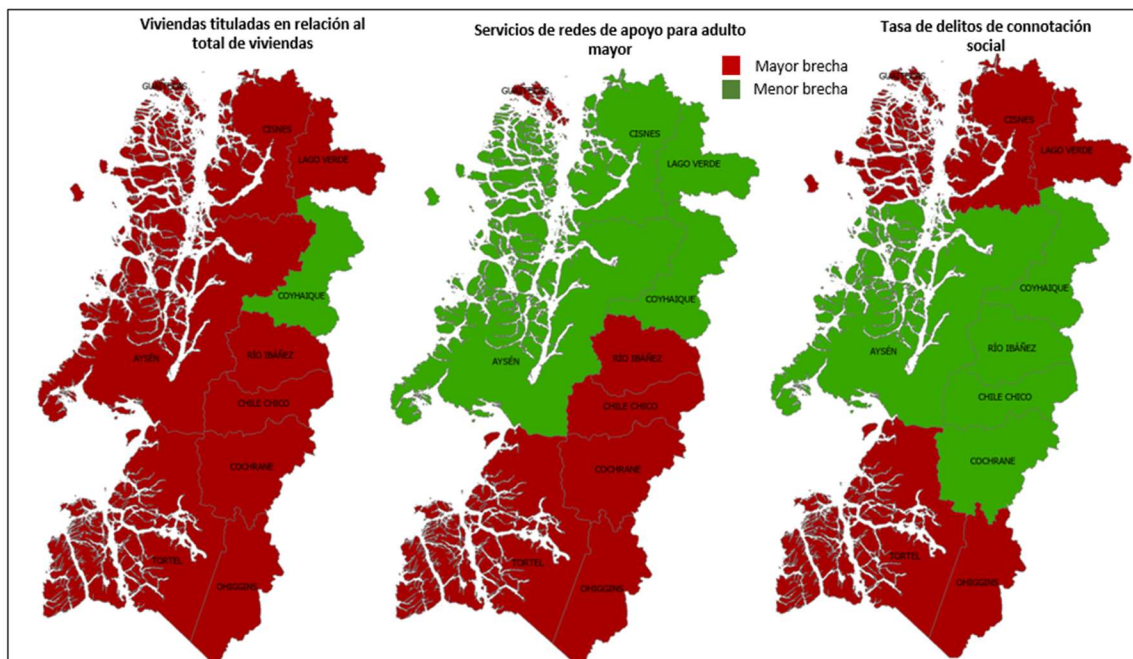 Viviendas tituladas en relación al
total de viviendas
Servicios de redes de apoyo para adulto
mayor
Tasa de delitos de connotación
social
Mayor brecha
Menor brecha
GUAITECAS
CISNES
LAGO VERDE
COYHAIQUE
AYSÉN
RÍO IBÁÑEZ
CHILE CHICO
COCHRANE
TORTEL
OHIGGINS
GUAITECAS
CISNES
LAGO VERDE
COYHAIQUE
AYSÉN
RÍO IBÁÑEZ
CHILE CHICO
COCHRANE
TORTEL
OHIGGINS
GUAITECAS
CISNES
LAGO VERDE
COYHAIQUE
AYSÉN
RÍO IBÁÑEZ
CHILE CHICO
COCHRANE
TORTEL
OHIGGINS